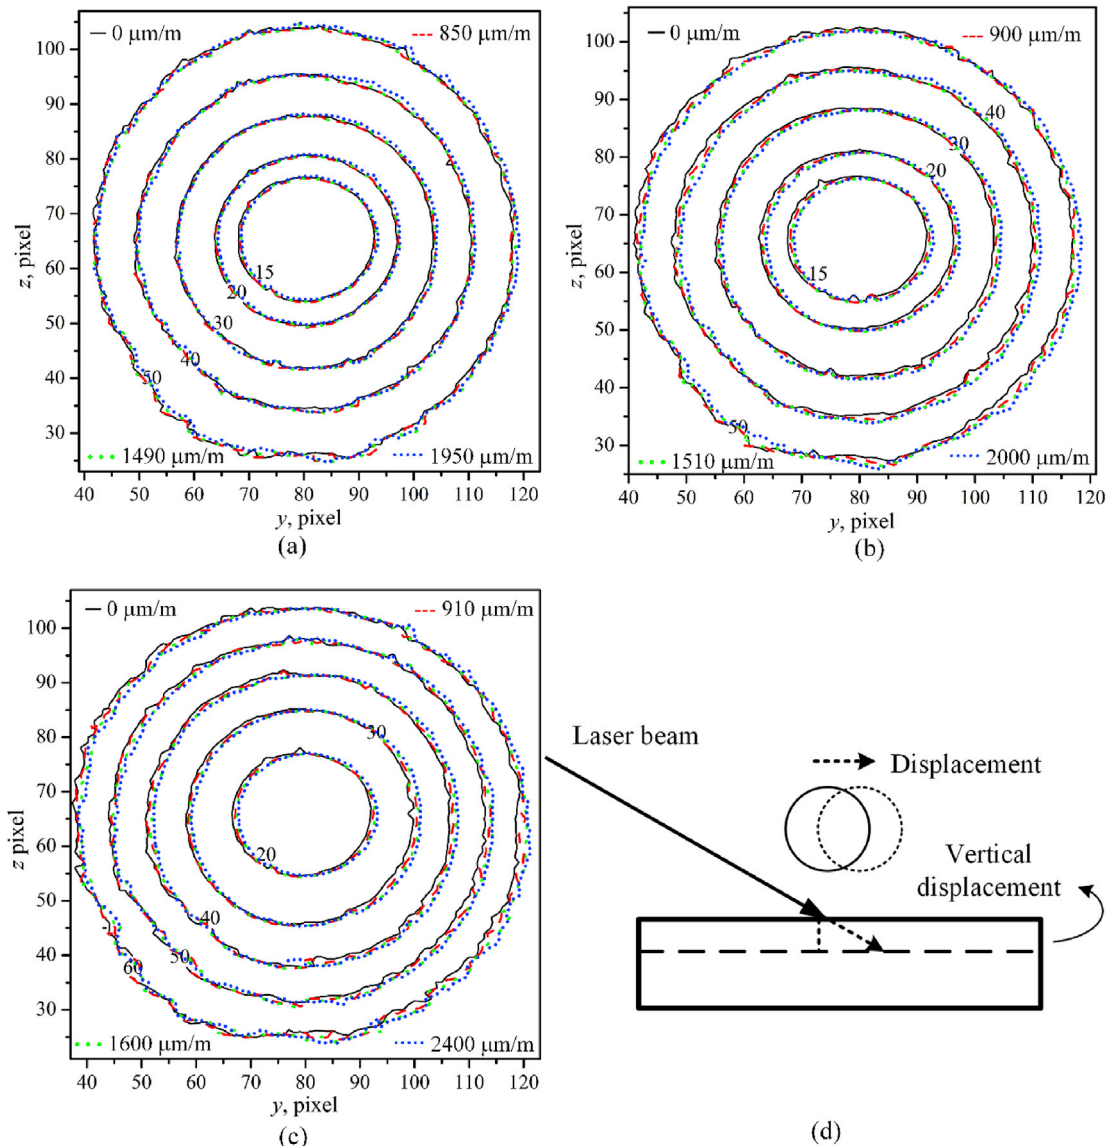 — 0 μm/m
--- 850 μm/m
100
90
80
70
60
50
40
30
z, pixel
4
15
20
30
40
50
1490 μm/m
1950 μm/m
40 50 60 70 80 90 100 110 120
y, pixel
(a)
— 0 μm/m
--- 900 μm/m
100
90
80
70
60
50
40
30
z, pixel
40
30
20
15
50
1510 μm/m
2000 μm/m
40 50 60 70 80 90 100 110 120
y, pixel
(b)
— 0 μm/m
--- 910 μm/m
100
90
80
70
60
50
40
30
z pixel
30
20
40
50
60
1600 μm/m
2400 μm/m
40 50 60 70 80 90 100 110 120
y, pixel
(c)
Laser beam
Displacement
Vertical
displacement
(d)